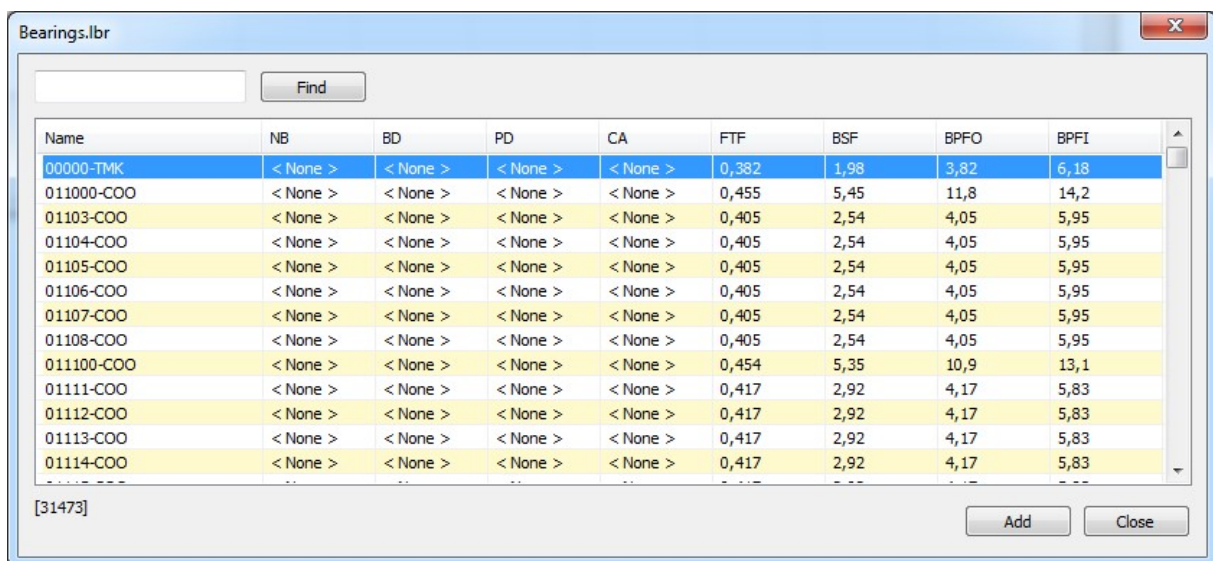 Bearings.lbr
Find
Name NB BD PD CA FTF BSF BPFO BPFI
00000-TMK < None > < None > < None > < None > 0,382 1,98 3,82 6,18
011000-COO < None > < None > < None > < None > 0,455 5,45 11,8 14,2
01103-COO < None > < None > < None > < None > 0,405 2,54 4,05 5,95
01104-COO < None > < None > < None > < None > 0,405 2,54 4,05 5,95
01105-COO < None > < None > < None > < None > 0,405 2,54 4,05 5,95
01106-COO < None > < None > < None > < None > 0,405 2,54 4,05 5,95
01107-COO < None > < None > < None > < None > 0,405 2,54 4,05 5,95
01108-COO < None > < None > < None > < None > 0,405 2,54 4,05 5,95
011100-COO < None > < None > < None > < None > 0,454 5,35 10,9 13,1
01111-COO < None > < None > < None > < None > 0,417 2,92 4,17 5,83
01112-COO < None > < None > < None > < None > 0,417 2,92 4,17 5,83
01113-COO < None > < None > < None > < None > 0,417 2,92 4,17 5,83
01114-COO < None > < None > < None > < None > 0,417 2,92 4,17 5,83
[31473]
Add Close